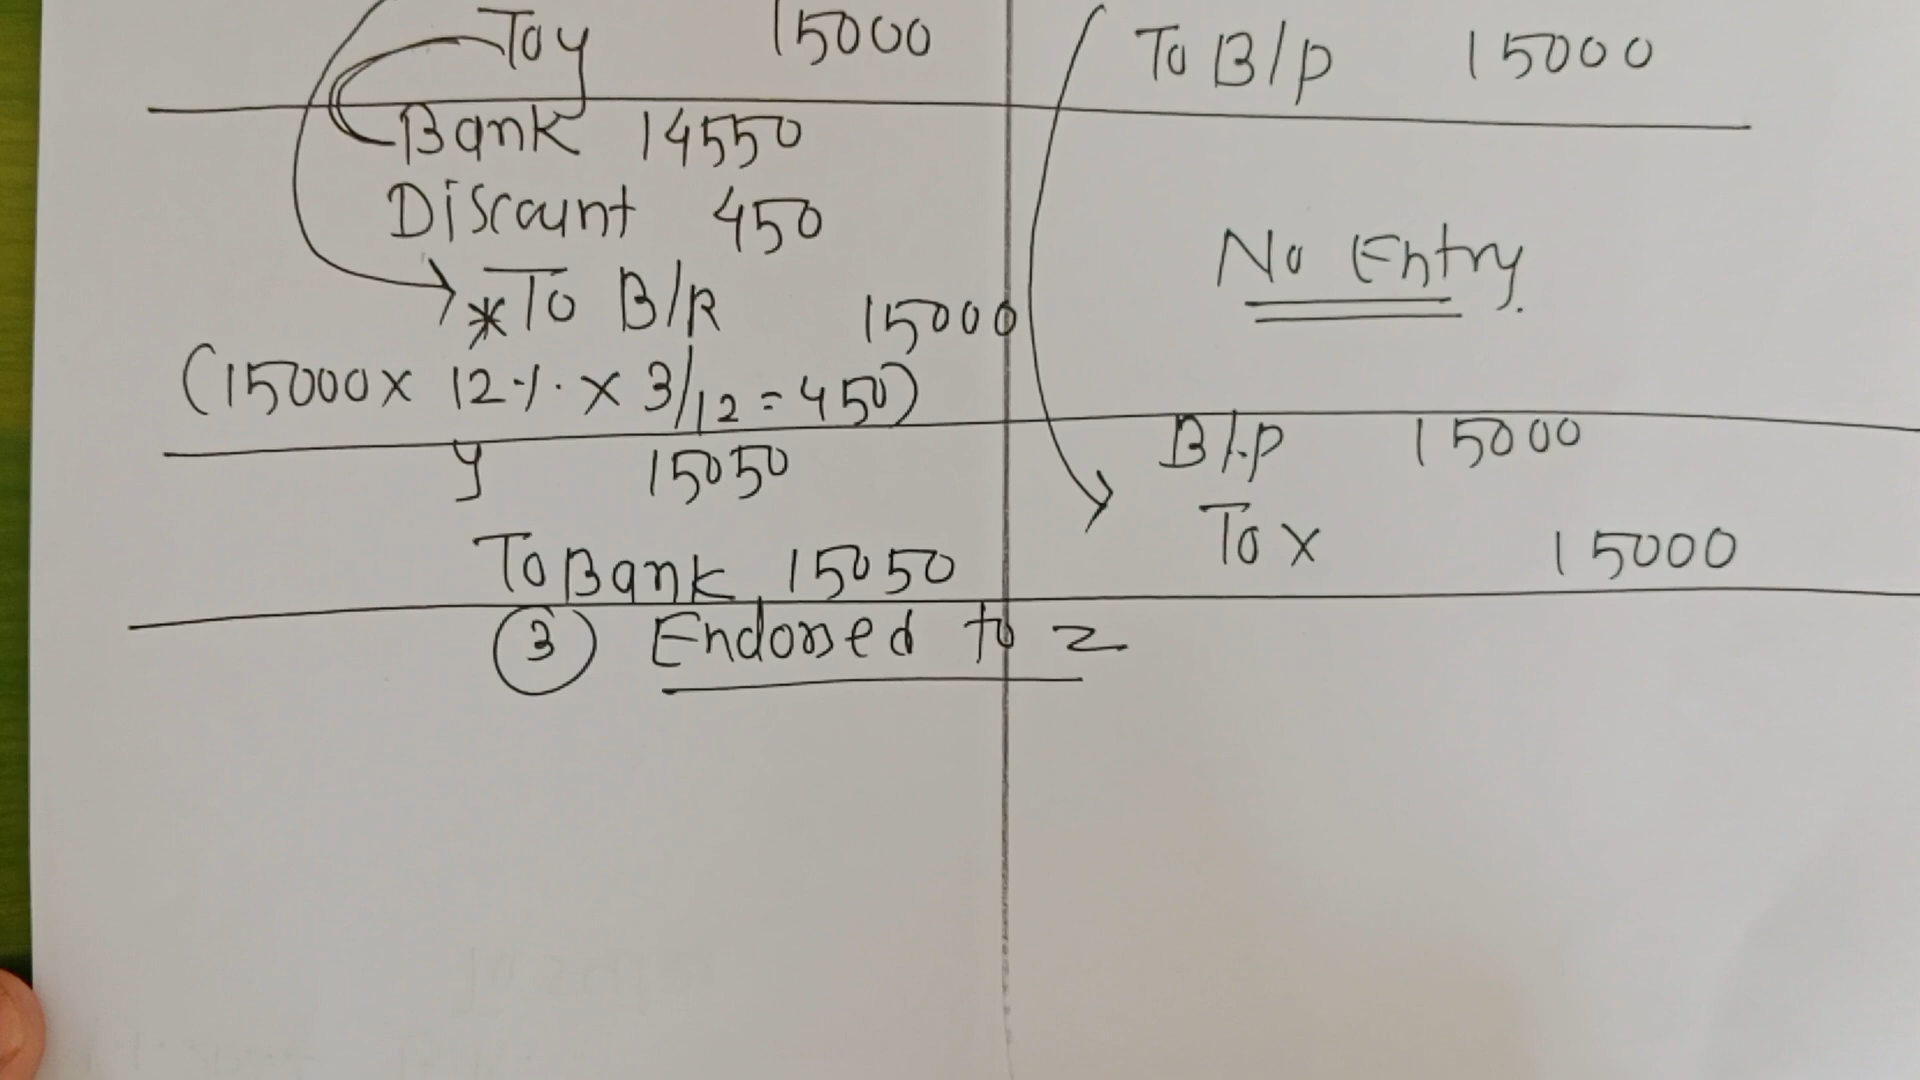 To y 15000
Bank 14550
Discount 450
*To B/R 15000
(15000 x 12%. x 3/12 = 450)
y 15050
To Bank 15050
To B/p 15000
No Entry.
B/p 15000
To x 15000
③ Endorsed to z